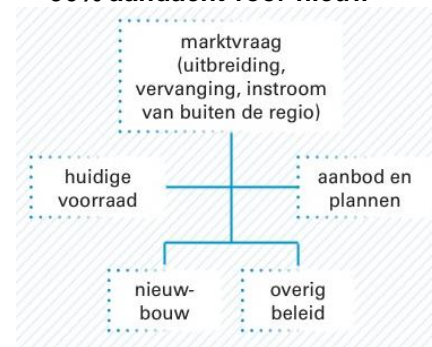 marktvraag
(uitbreiding,
vervanging, instroom
van buiten de regio)
huidige
voorraad
aanbod en
plannen
nieuw-
bouw
overig
beleid